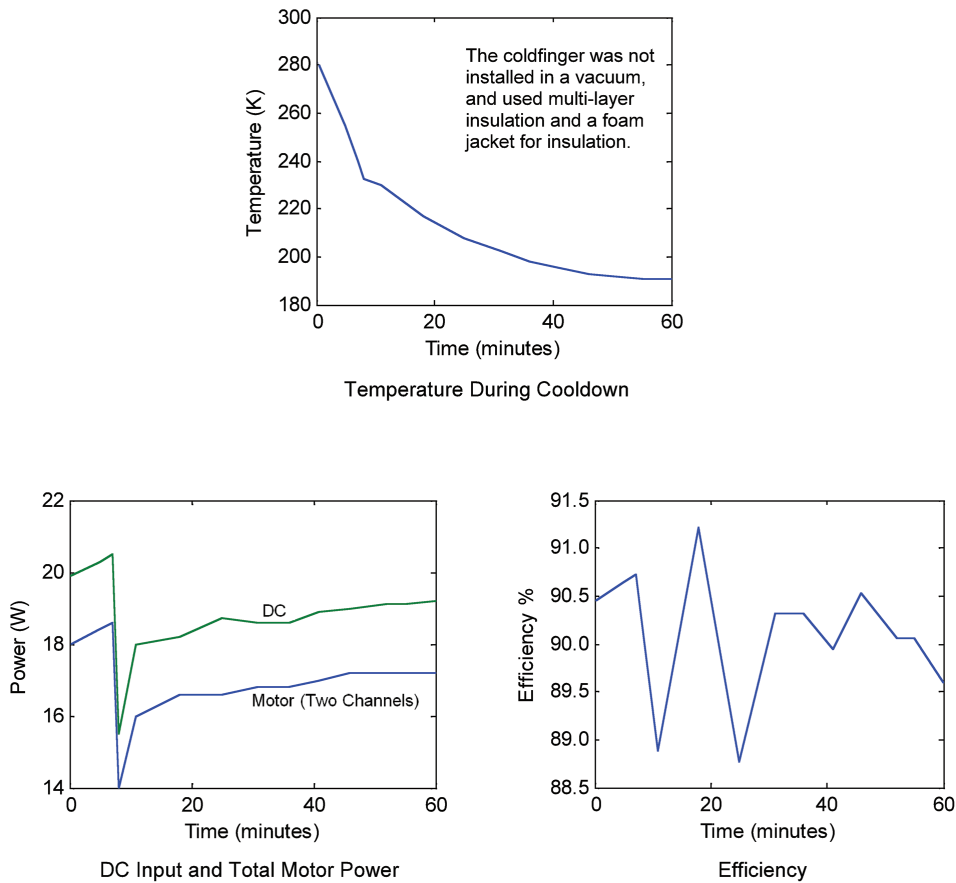 300
280
260
240
220
200
180
Temperature (K)
The coldfinger was not
installed in a vacuum,
and used multi-layer
insulation and a foam
jacket for insulation.
0 20 40 60
Time (minutes)
Temperature During Cooldown
22
20
18
16
14
Power (W)
DC
Motor (Two Channels)
0 20 40 60
Time (minutes)
DC Input and Total Motor Power
91.5
91.0
90.5
90.0
89.5
89.0
88.5
Efficiency %
0 20 40 60
Time (minutes)
Efficiency